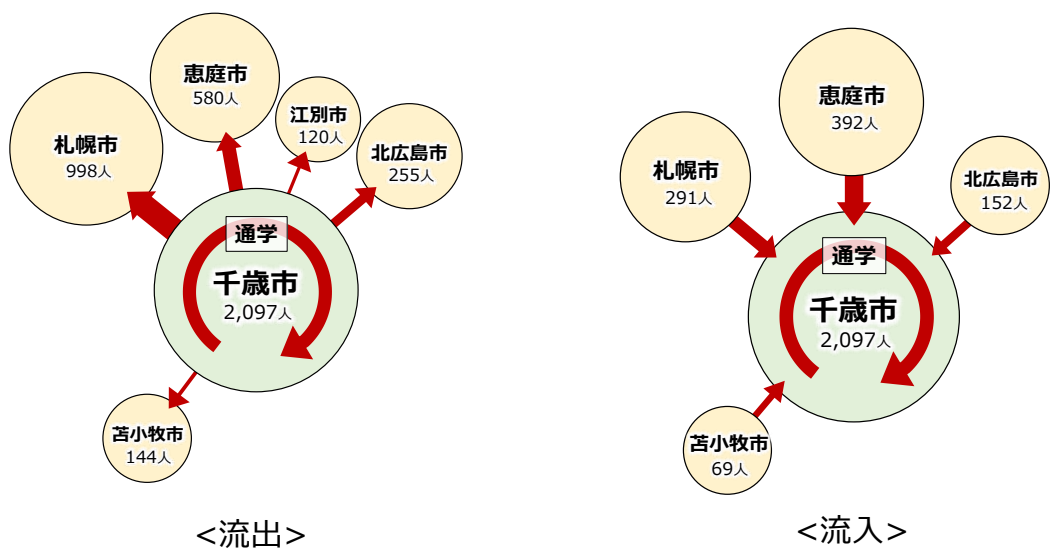 恵庭市
580人
江別市
120人
札幌市
998人
北広島市
255人
通学
千歳市
2,097人
苫小牧市
144人
<流出>
恵庭市
392人
札幌市
291人
北広島市
152人
通学
千歳市
2,097人
苫小牧市
69人
<流入>